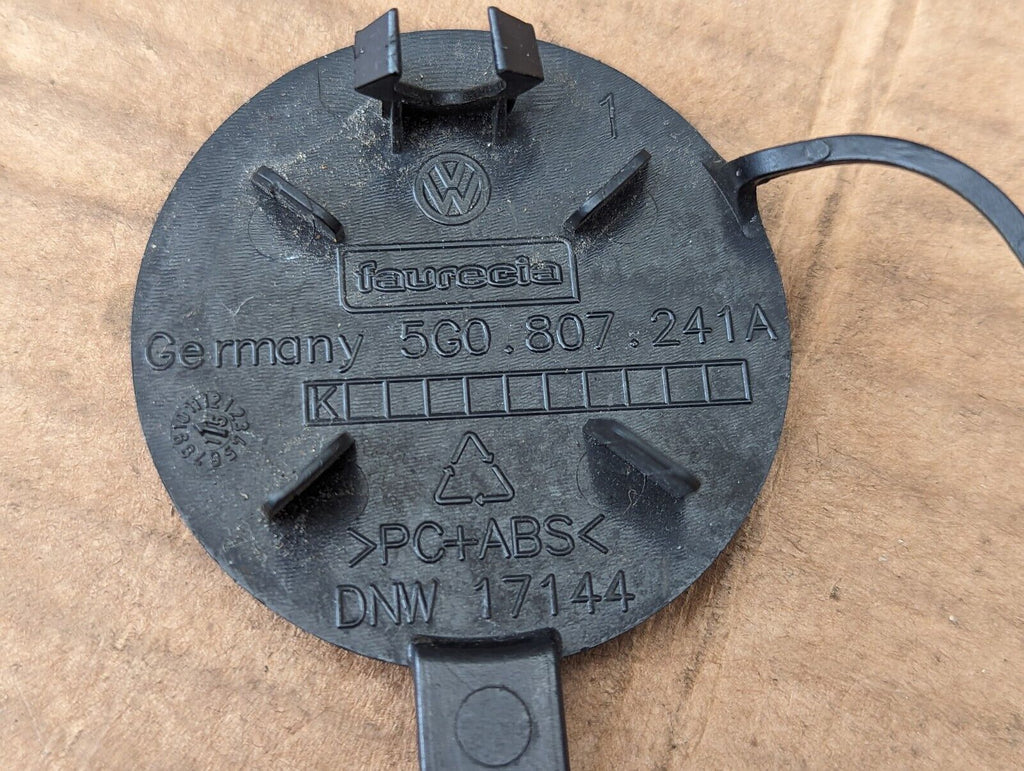 1
faurecia
Germany 5G0.807.241A
K
>PC+ABS<
DNW 17144